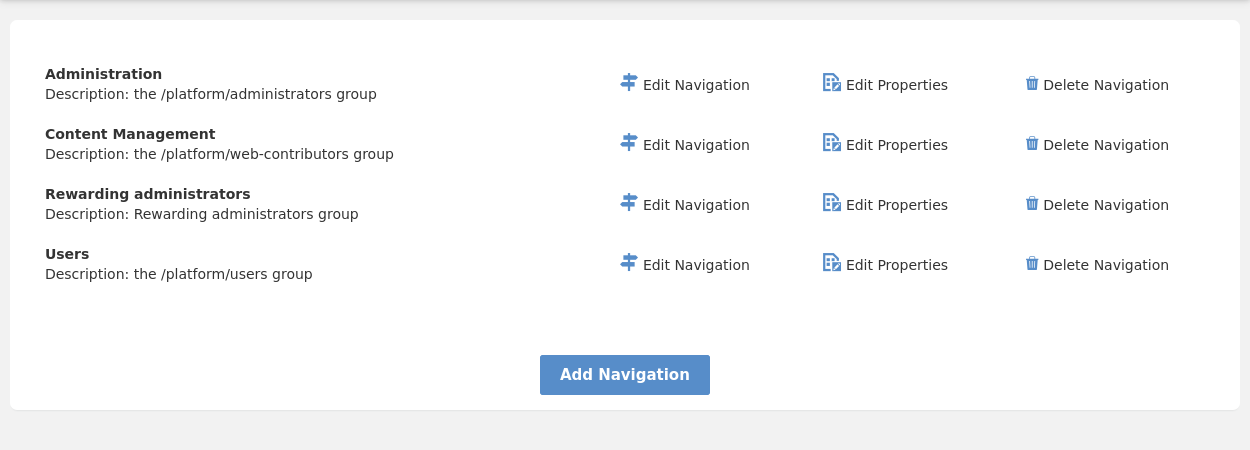 Administration
Description: the /platform/administrators group
Edit Navigation
Edit Properties
Delete Navigation
Content Management
Description: the /platform/web-contributors group
Edit Navigation
Edit Properties
Delete Navigation
Rewarding administrators
Description: Rewarding administrators group
Edit Navigation
Edit Properties
Delete Navigation
Users
Description: the /platform/users group
Edit Navigation
Edit Properties
Delete Navigation
Add Navigation